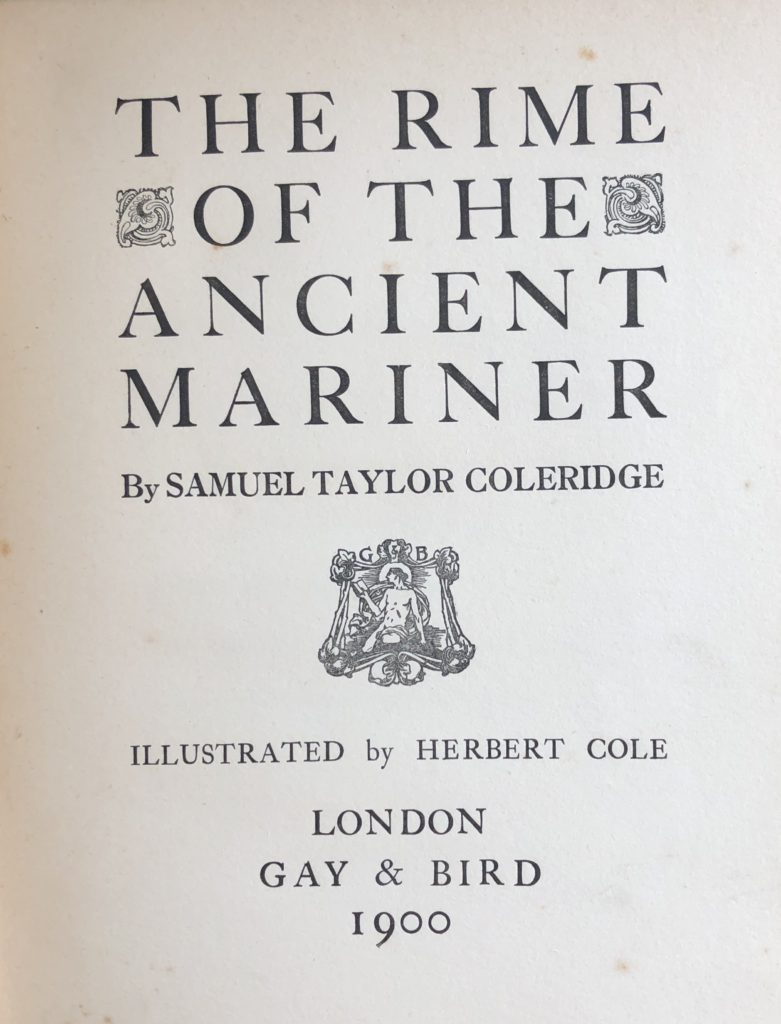 THE RIME
OF THE
ANCIENT
MARINER
By SAMUEL TAYLOR COLERIDGE
G B
ILLUSTRATED by HERBERT COLE
LONDON
GAY & BIRD
1900